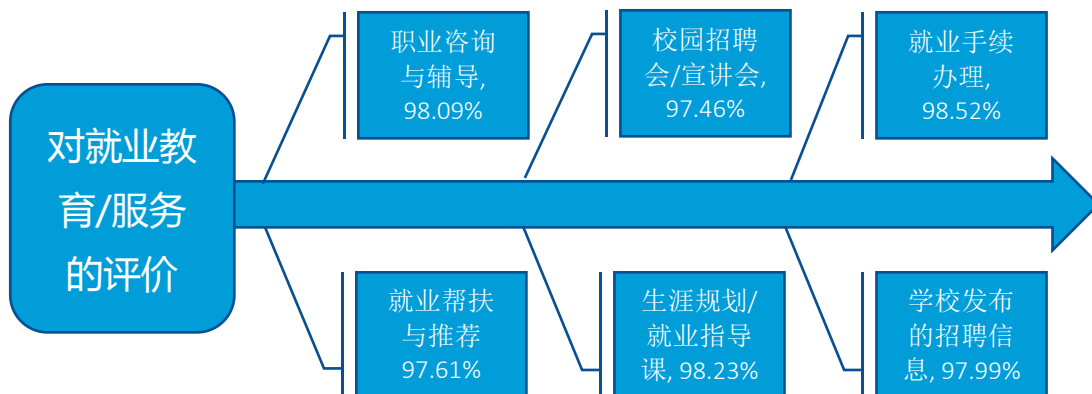 对就业教
育/服务
的评价
职业咨询
与辅导,
98.09%
校园招聘
会/宣讲会,
97.46%
就业手续
办理,
98.52%
就业帮扶
与推荐
97.61%
生涯规划/
就业指导
课, 98.23%
学校发布
的招聘信
息, 97.99%